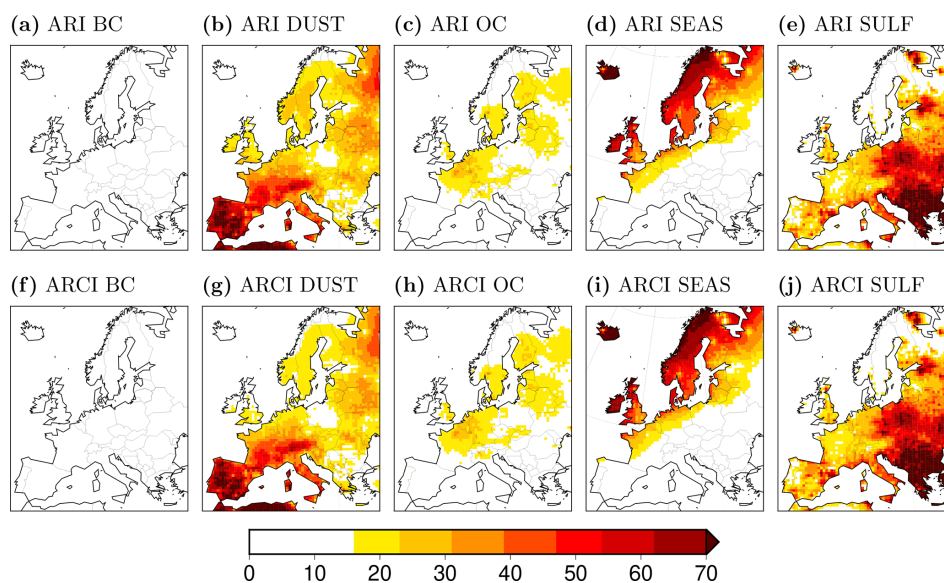 (a) ARI BC
(b) ARI DUST
(c) ARI OC
(d) ARI SEAS
(e) ARI SULF
(f) ARCI BC
(g) ARCI DUST
(h) ARCI OC
(i) ARCI SEAS
(j) ARCI SULF
0 10 20 30 40 50 60 70